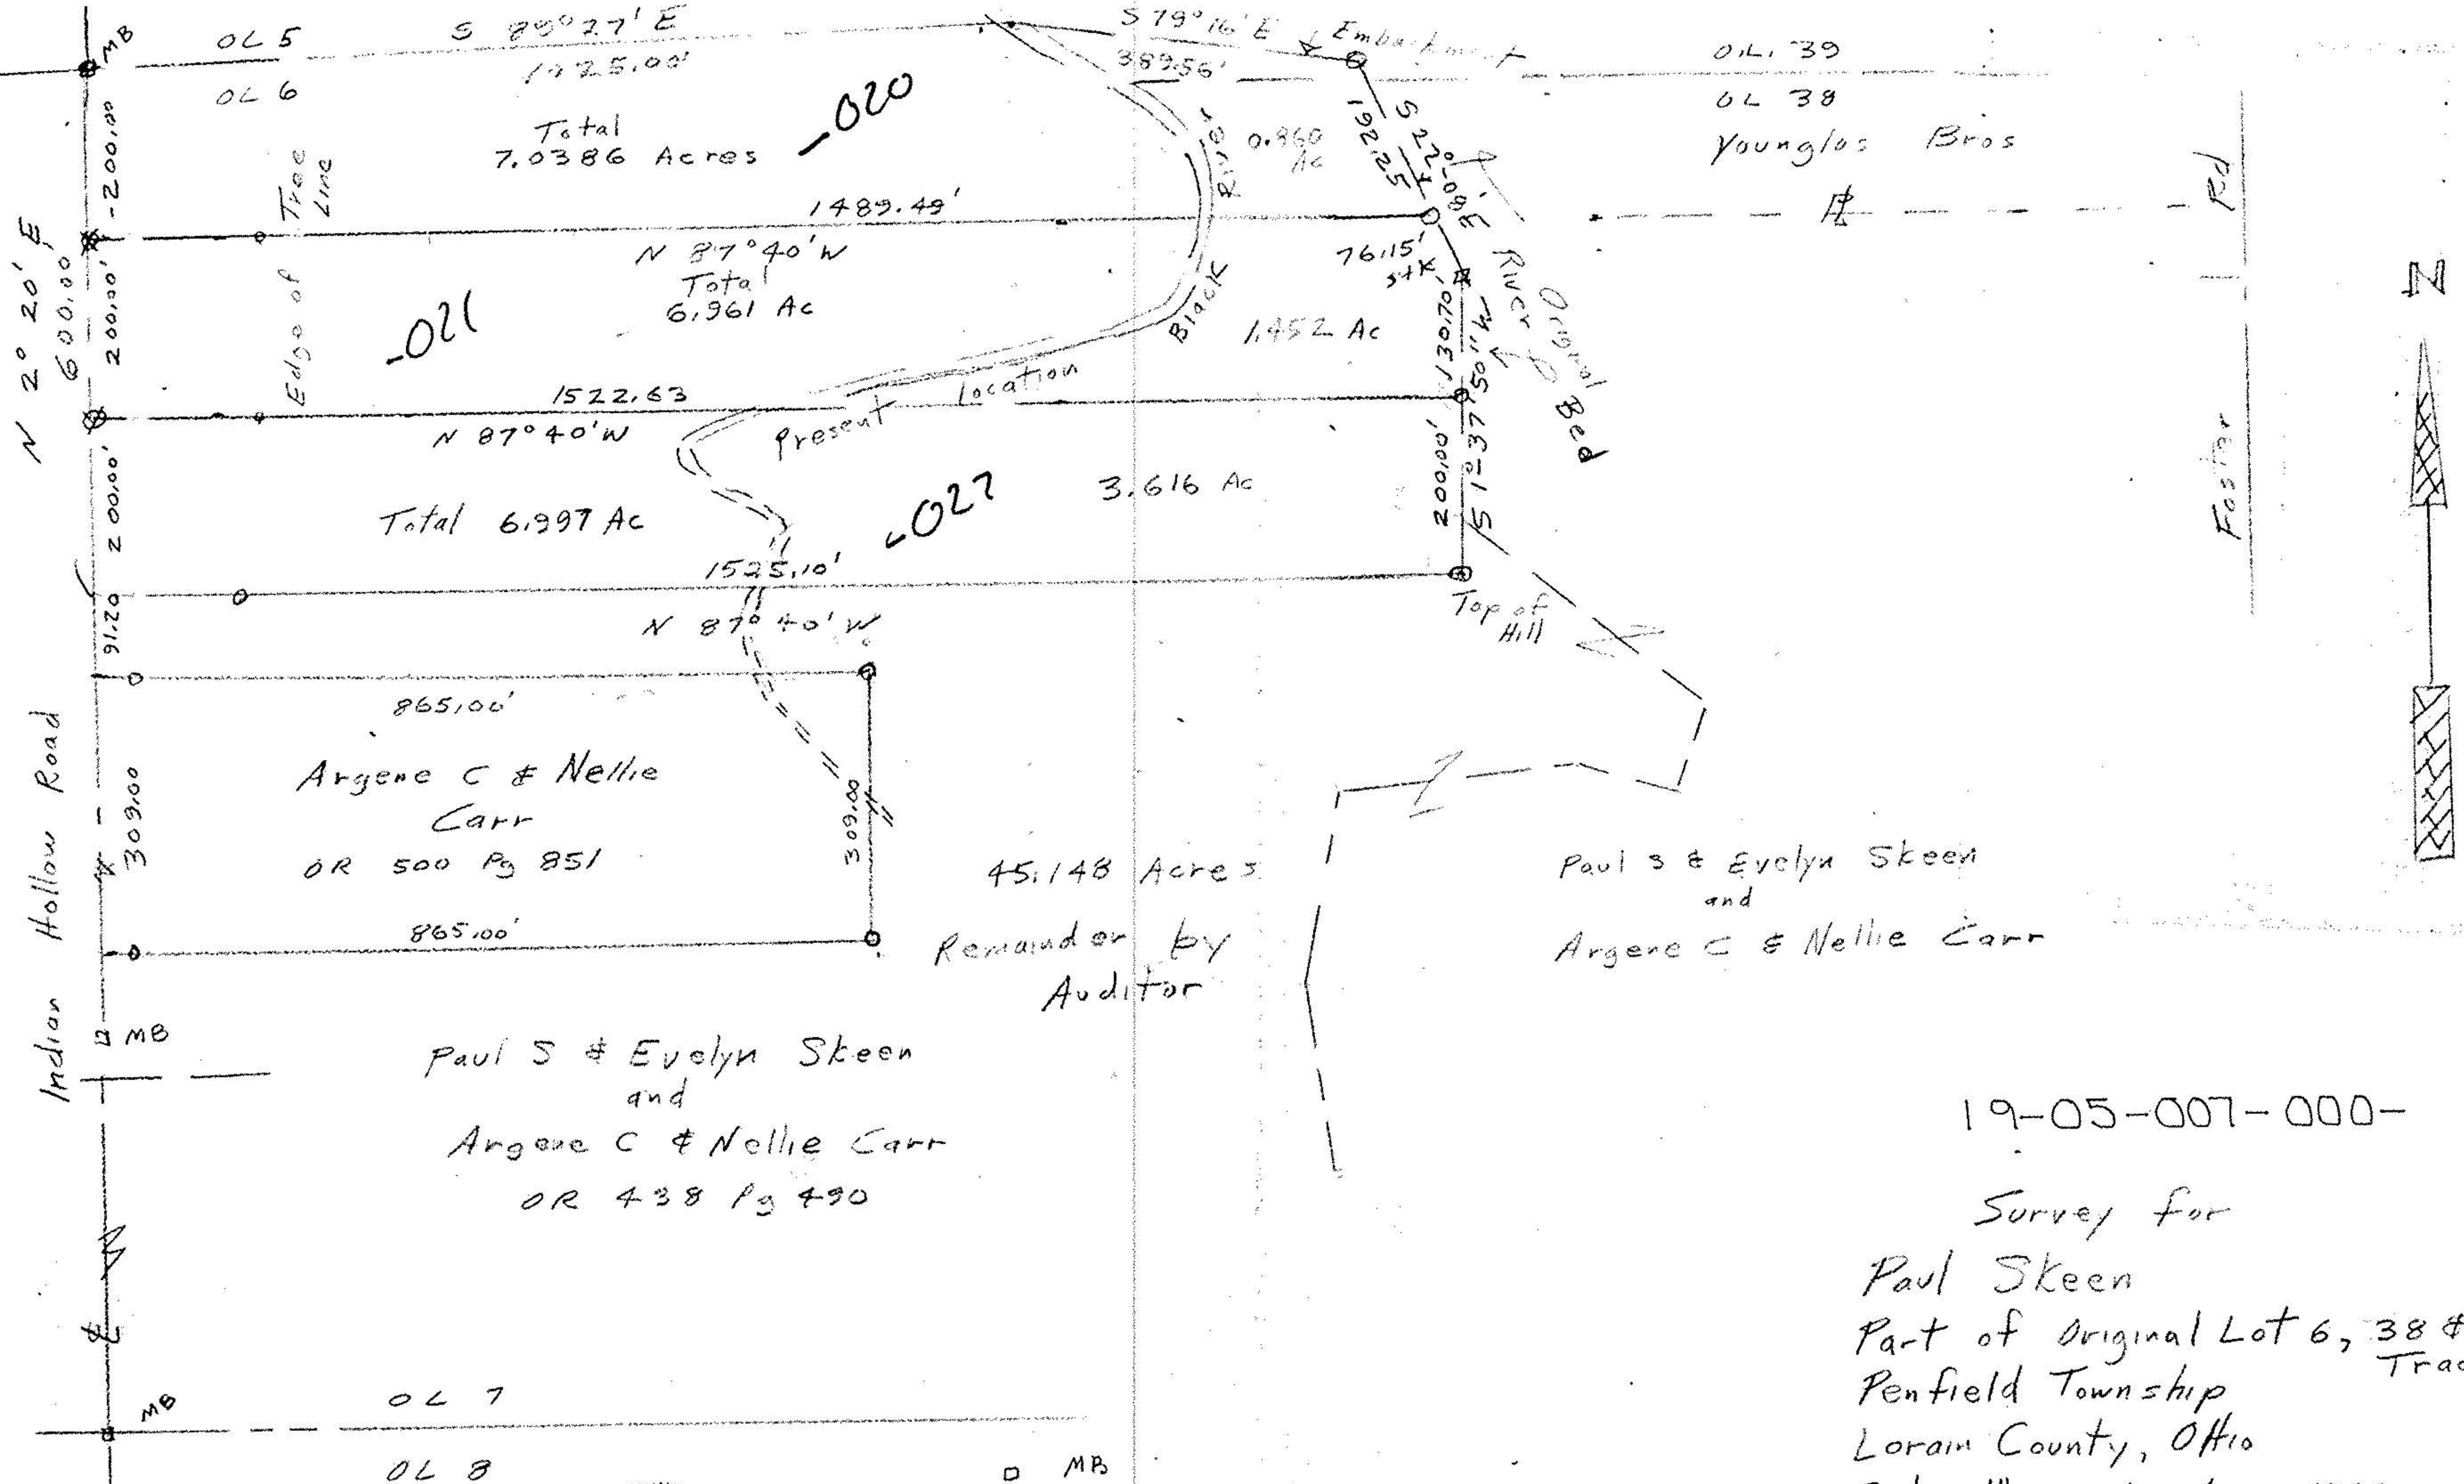 MB
OL 5
S 89°27' E
S 79°16' E
Embankment
O.L. 39
OL 6
389.56'
OL 38
Younglas Bros
Total
7.0386 Acres
-020
0.860
Ac
192.25
S 22°-09'E
200.00
Edge of Tree
Line
1489.49'
N 87°40'W
Total
6.961 Ac
-021
N 2° 20' E
600.00'
200.00'
76.15'
stk
130.70'
Black River
1.452 Ac
Original
River Bed
℄
Foster Rd
N
1522.63
N 87°40'W
Present Location
200.00'
Total 6.997 Ac
3.616 Ac
200.00'
S 1°-37'50"W
1525.10'
N 87°40'W
Top of
Hill
91.20
865.00'
Argene C & Nellie
Carr
OR 500 Pg 851
309.00
309.00
865.00'
Indian Hollow Road
45.148 Acres
Remainder by
Auditor
Paul S & Evelyn Skeen
and
Argene C & Nellie Carr
MB
Paul S & Evelyn Skeen
and
Argene C & Nellie Carr
OR 438 Pg 490
19-05-007-000-
Survey for
Paul Skeen
Part of Original Lot 6, 38 &
Penfield Township
Lorain County, Ohio
℄
MB
OL 7
OL 8
MB